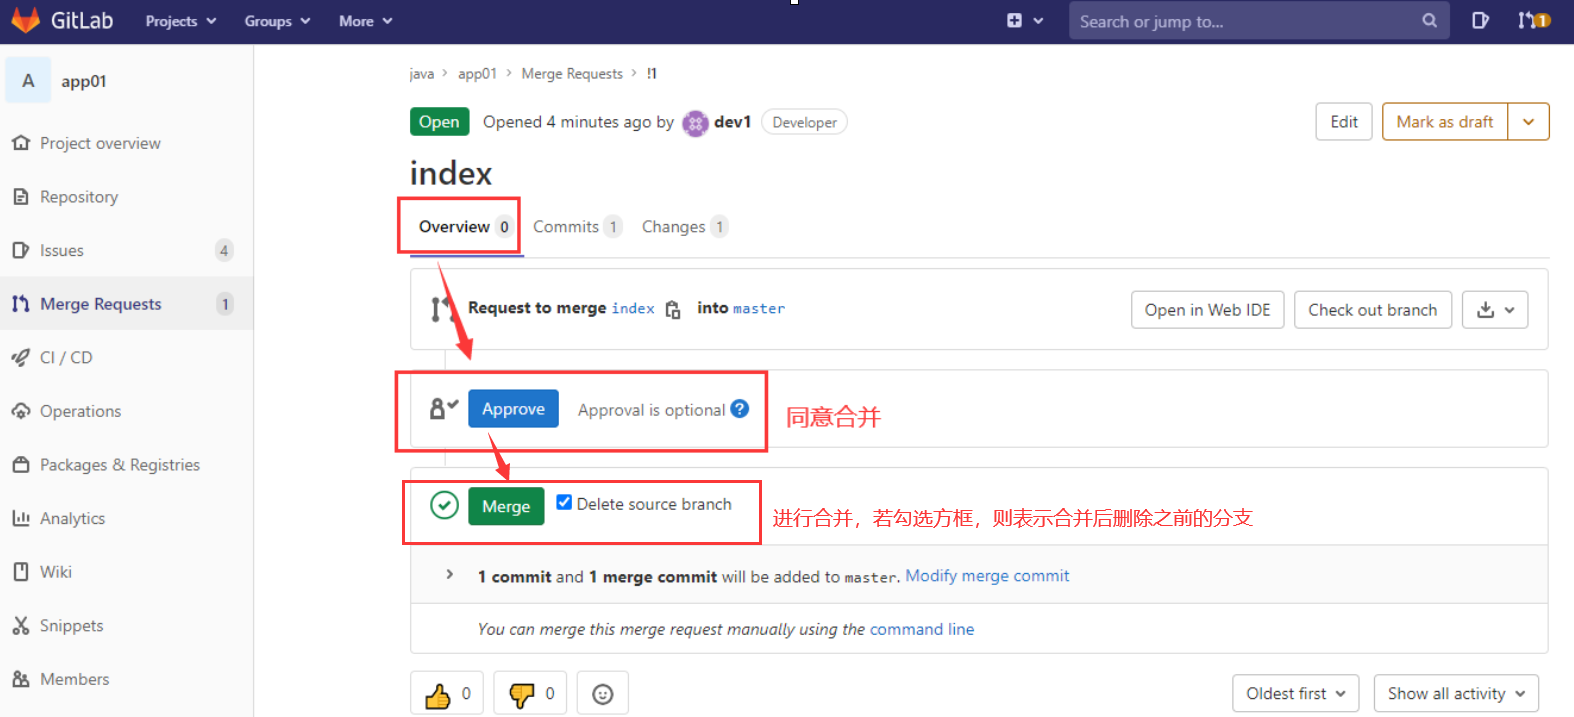 GitLab Projects Groups More Search or jump to... 1
A app01
Project overview
Repository
Issues 4
Merge Requests 1
CI / CD
Operations
Packages & Registries
Analytics
Wiki
Snippets
Members
java > app01 > Merge Requests > !1
Open Opened 4 minutes ago by dev1 Developer Edit Mark as draft
index
Overview 0 Commits 1 Changes 1
Request to merge index into master Open in Web IDE Check out branch
Approve Approval is optional ? 同意合并
Merge Delete source branch 进行合并，若勾选方框，则表示合并后删除之前的分支
1 commit and 1 merge commit will be added to master. Modify merge commit
You can merge this merge request manually using the command line
0 0 Oldest first Show all activity